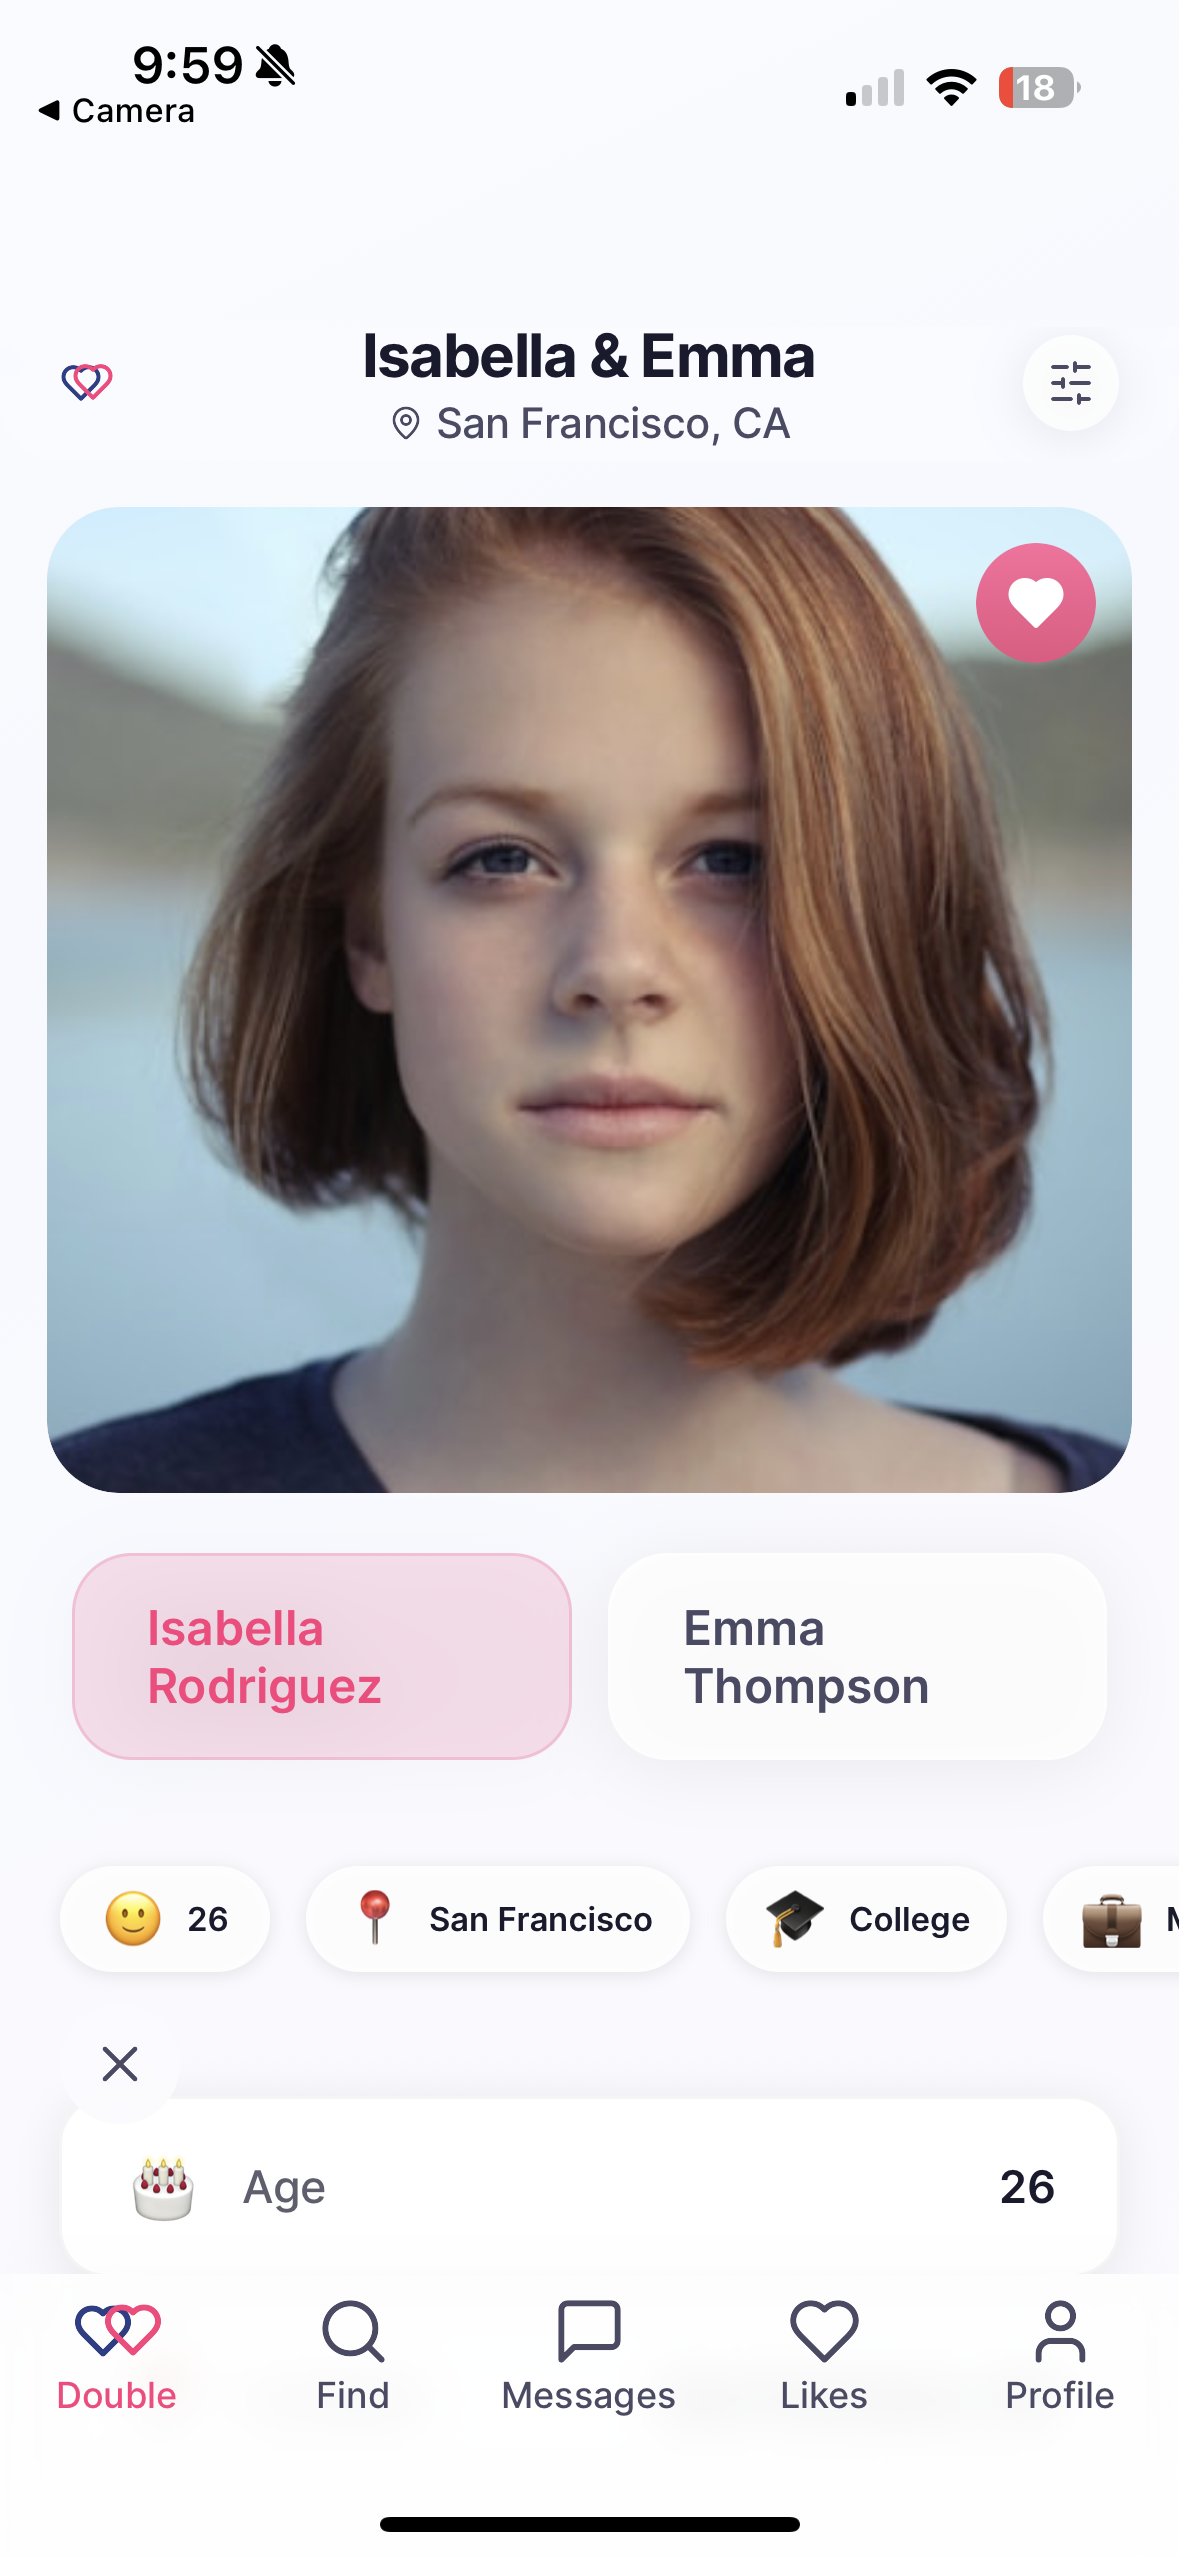 9:59
Camera
18
Isabella & Emma
San Francisco, CA
Isabella
Rodriguez
Emma
Thompson
26
San Francisco
College
Age
26
Double
Find
Messages
Likes
Profile